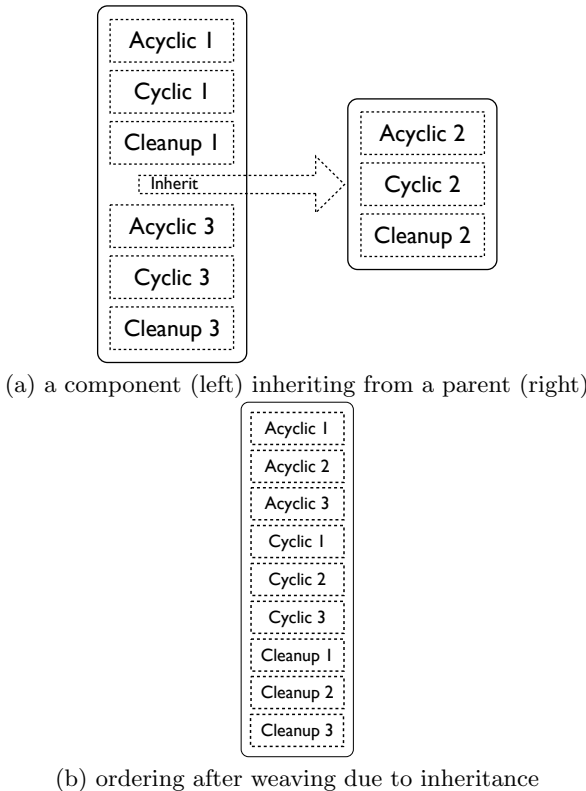 Acyclic 1
Cyclic 1
Cleanup 1
Inherit
Acyclic 3
Cyclic 3
Cleanup 3
Acyclic 2
Cyclic 2
Cleanup 2
(a) a component (left) inheriting from a parent (right)
Acyclic 1
Acyclic 2
Acyclic 3
Cyclic 1
Cyclic 2
Cyclic 3
Cleanup 1
Cleanup 2
Cleanup 3
(b) ordering after weaving due to inheritance